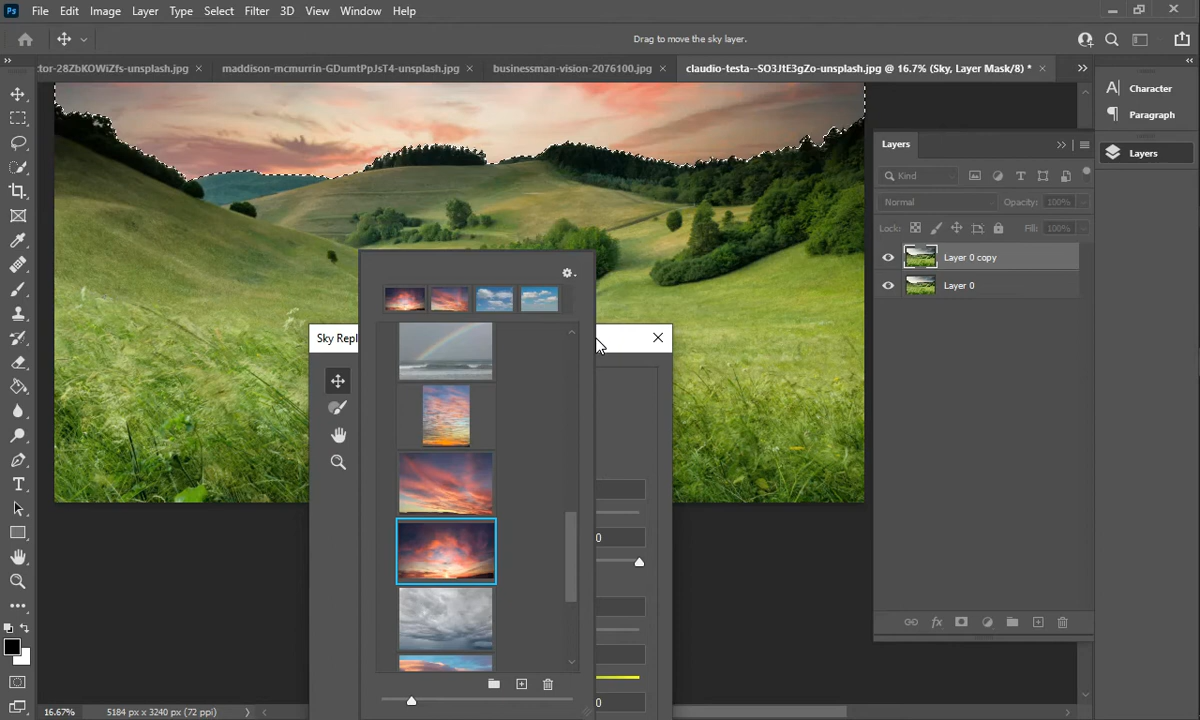 Ps File Edit Image Layer Type Select Filter 3D View Window Help
Drag to move the sky layer.
tor-28ZbKOWiZfs-unsplash.jpg × maddison-mcmurrin-GDumtPpJsT4-unsplash.jpg × businessman-vision-2076100.jpg × claudio-testa--SO3JtE3gZo-unsplash.jpg @ 16.7% (Sky, Layer Mask/8) * ×
Character
Paragraph
Layers
Layers
Kind
Normal Opacity: 100%
Lock: Fill: 100%
Layer 0 copy
Layer 0
Sky Repl
0
0
16.67% 5184 px x 3240 px (72 ppi)